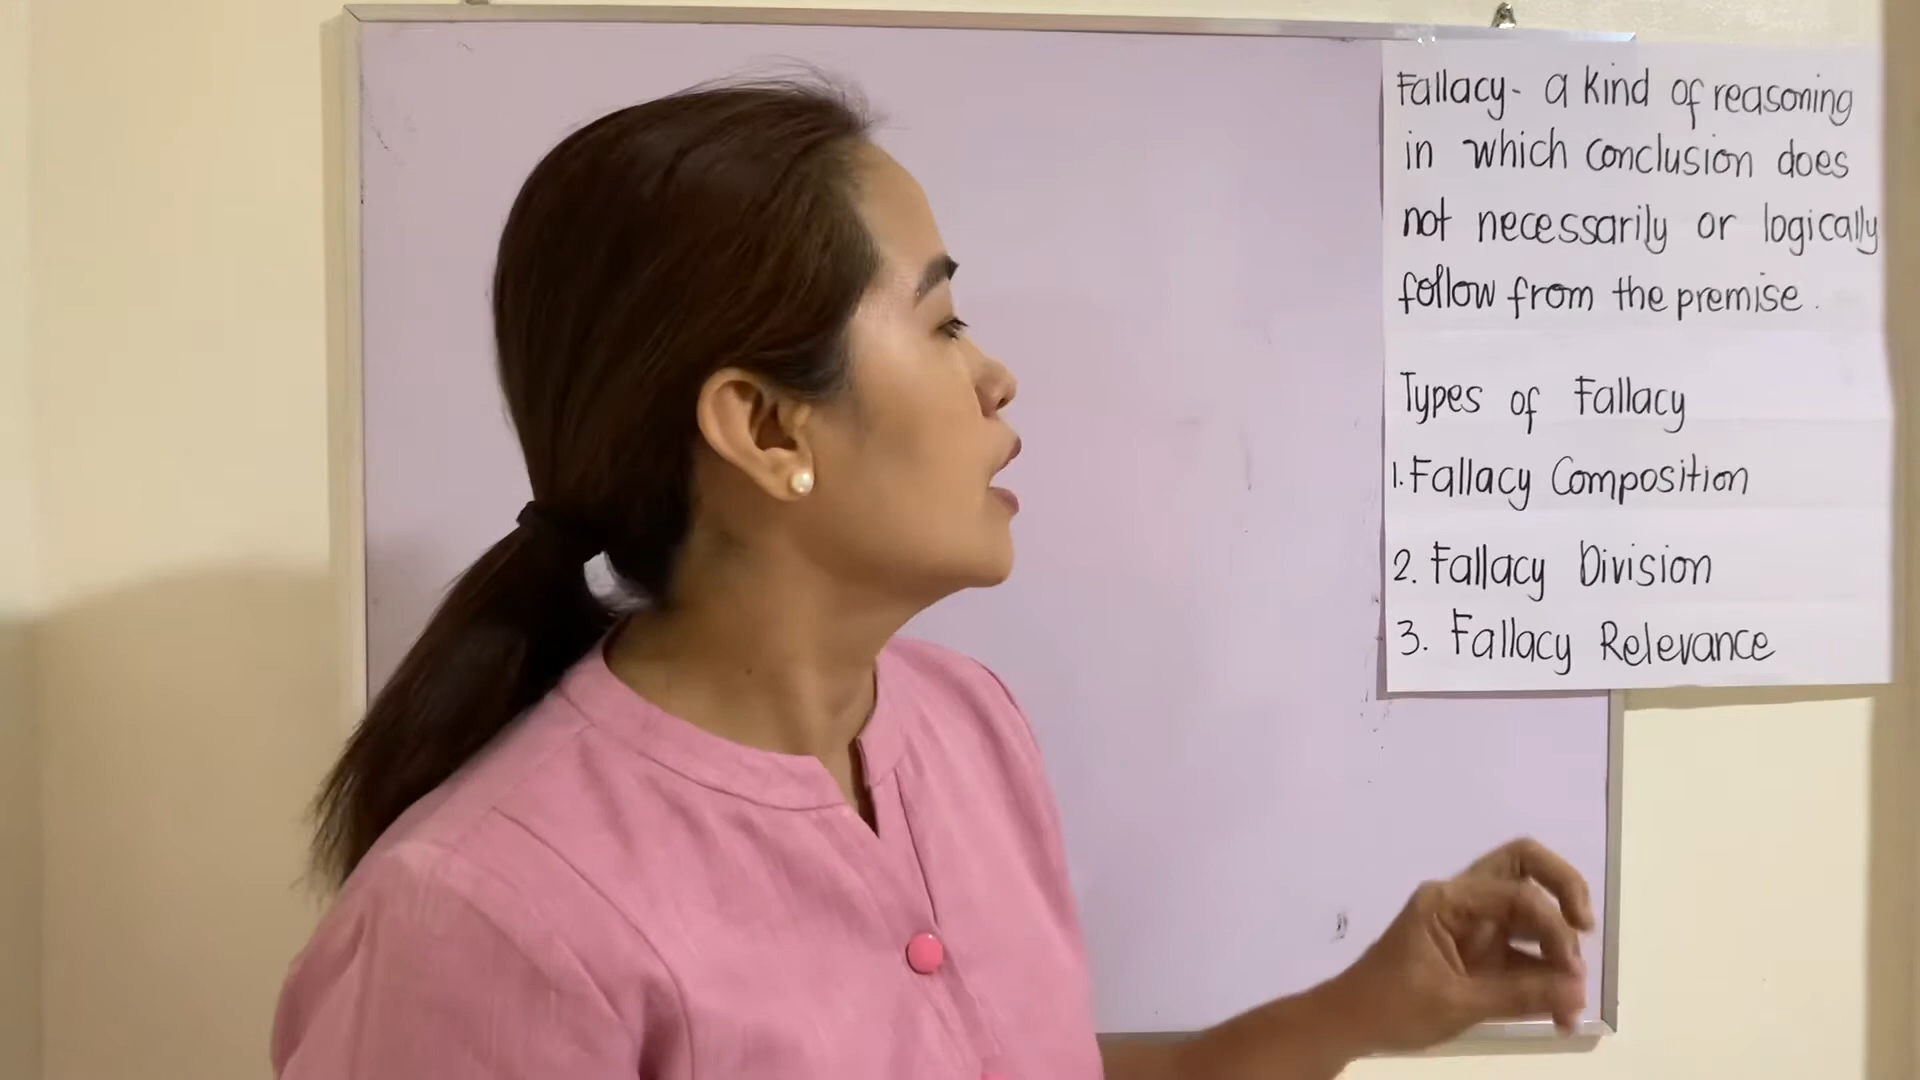 Fallacy- a kind of reasoning
in which conclusion does
not necessarily or logically
follow from the premise.
Types of Fallacy
1. Fallacy Composition
2. Fallacy Division
3. Fallacy Relevance